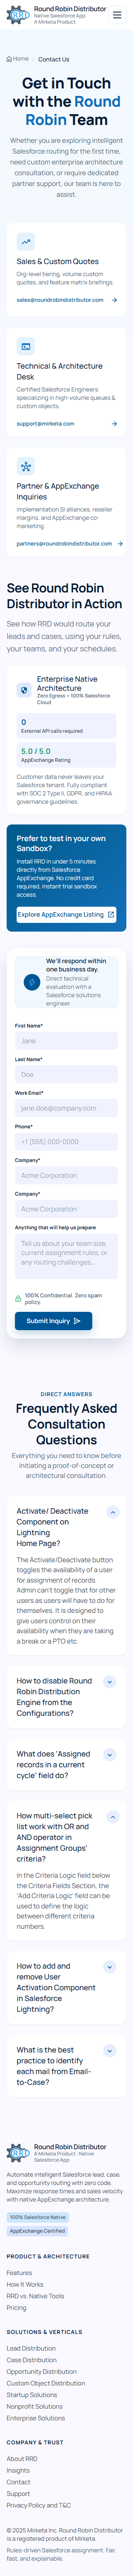 Round Robin Distributor
Native Salesforce App
A Mirketa Product
Home / Contact Us
Get in Touch
with the Round
Robin Team
Whether you are exploring intelligent
Salesforce routing for the first time,
need custom enterprise architecture
consultation, or require dedicated
partner support, our team is here to
assist.
Sales & Custom Quotes
Org-level tiering, volume custom
quotes, and feature matrix briefings.
sales@roundrobindistributor.com
Technical & Architecture
Desk
Certified Salesforce Engineers
specializing in high-volume queues &
custom objects.
support@mirketa.com
Partner & AppExchange
Inquiries
Implementation SI alliances, reseller
margins, and AppExchange co-
marketing
partners@roundrobindistributor.com
See Round Robin
Distributor in Action
See how RRD would route your
leads and cases, using your rules,
your teams, and your schedules.
Enterprise Native
Architecture
Zero Egress • 100% Salesforce
Cloud
0
External API calls required
5.0 / 5.0
AppExchange Rating
Customer data never leaves your
Salesforce tenant. Fully compliant
with SOC 2 Type II, GDPR, and HIPAA
governance guidelines.
Prefer to test in your own
Sandbox?
Install RRD in under 5 minutes
directly from Salesforce
AppExchange. No credit card
required, instant trial sandbox
access.
Explore AppExchange Listing
We'll respond within
one business day.
Direct technical
evaluation with a
Salesforce solutions
engineer.
First Name*
Jane
Last Name*
Doe
Work Email*
jane.doe@company.com
Phone*
+1 (555) 000-0000
Company*
Acme Corporation
Company*
Acme Corporation
Anything that will help us prepare
Tell us about your team size,
current assignment rules, or
any routing challenges. .
100% Confidential. Zero spam
policy.
Submit Inquiry
DIRECT ANSWERS
Frequently Asked
Consultation
Questions
Everything you need to know before
initiating a proof-of-concept or
architectural consultation.
Activate/ Deactivate
Component on
Lightning
Home Page?
The Activate/Deactivate button
toggles the availability of a user
for assignment of records.
Admin can't toggle that for other
users as users will have to do for
themselves. It is designed to
give users control on their
availability when they are taking
a break or a PTO etc.
How to disable Round
Robin Distribution
Engine from the
Configurations?
What does 'Assigned
records in a current
cycle' field do?
How multi-select pick
list work with OR and
AND operator in
Assignment Groups'
criteria?
In the Criteria Logic field below
the Criteria Fields Section, the
'Add Criteria Logic' field can be
used to define the logic
between different criteria
numbers.
How to add and
remove User
Activation Component
in Salesforce
Lightning?
What is the best
practice to identify
each mail from Email-
to-Case?
Round Robin Distributor
A Mirketa Product · Native
Salesforce App
Automate intelligent Salesforce lead, case,
and opportunity routing with zero code.
Maximize response times and sales velocity
with native AppExchange architecture.
100% Salesforce Native
AppExchange Certified
PRODUCT & ARCHITECTURE
Features
How It Works
RRD vs. Native Tools
Pricing
SOLUTIONS & VERTICALS
Lead Distribution
Case Distribution
Opportunity Distribution
Custom Object Distribution
Startup Solutions
Nonprofit Solutions
Enterprise Solutions
COMPANY & TRUST
About RRD
Insights
Contact
Support
Privacy Policy and T&C
© 2025 Mirketa Inc. Round Robin Distributor
is a registered product of Mirketa.
Rules-driven Salesforce assignment. Fair,
fast, and explainable.